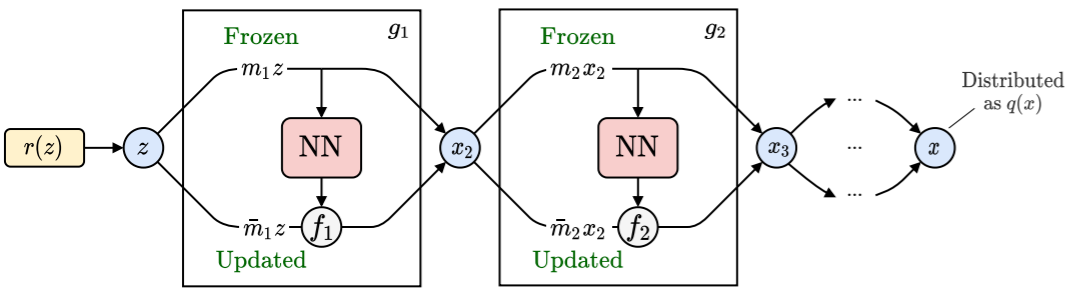 r(z)
z
g₁
Frozen
m₁z
NN
m̄₁z
f₁
Updated
x₂
g₂
Frozen
m₂x₂
NN
m̄₂x₂
f₂
Updated
x₃
...
...
...
x
Distributed
as q(x)